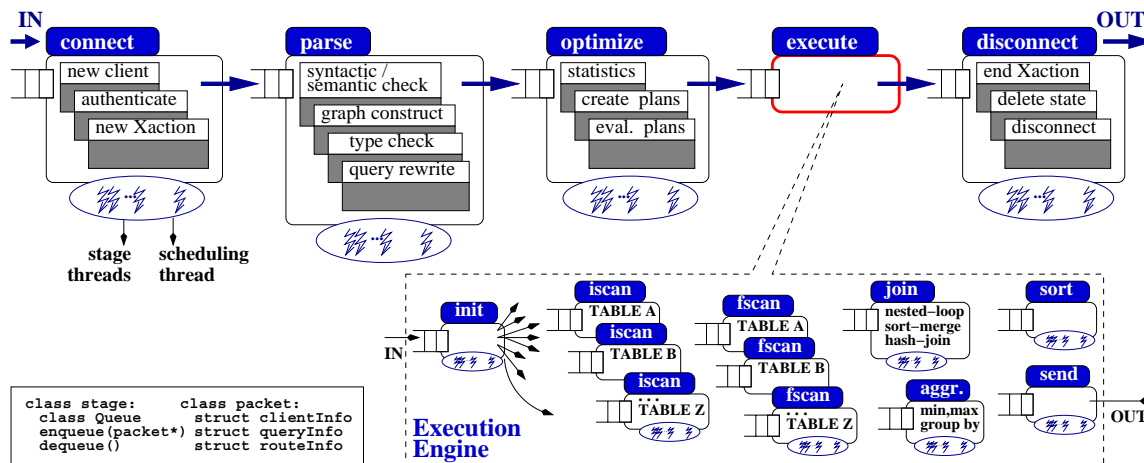 IN
OUT
connect
parse
optimize
execute
disconnect
new client
authenticate
new Xaction
syntactic /
semantic check
graph construct
type check
query rewrite
statistics
create plans
eval. plans
end Xaction
delete state
disconnect
...
...
...
...
stage
threads
scheduling
thread
init
IN
iscan
TABLE A
iscan
TABLE B
iscan
...
TABLE Z
fscan
TABLE A
fscan
TABLE B
fscan
...
TABLE Z
join
nested-loop
sort-merge
hash-join
aggr.
min,max
group by
sort
send
OUT
Execution
Engine
class stage: class packet:
class Queue struct clientInfo
enqueue(packet*) struct queryInfo
dequeue() struct routeInfo